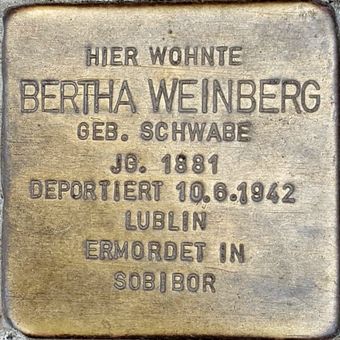 HIER WOHNTE
BERTHA WEINBERG
GEB. SCHWABE
JG. 1881
DEPORTIERT 10.6.1942
LUBLIN
ERMORDET IN
SOBIBOR